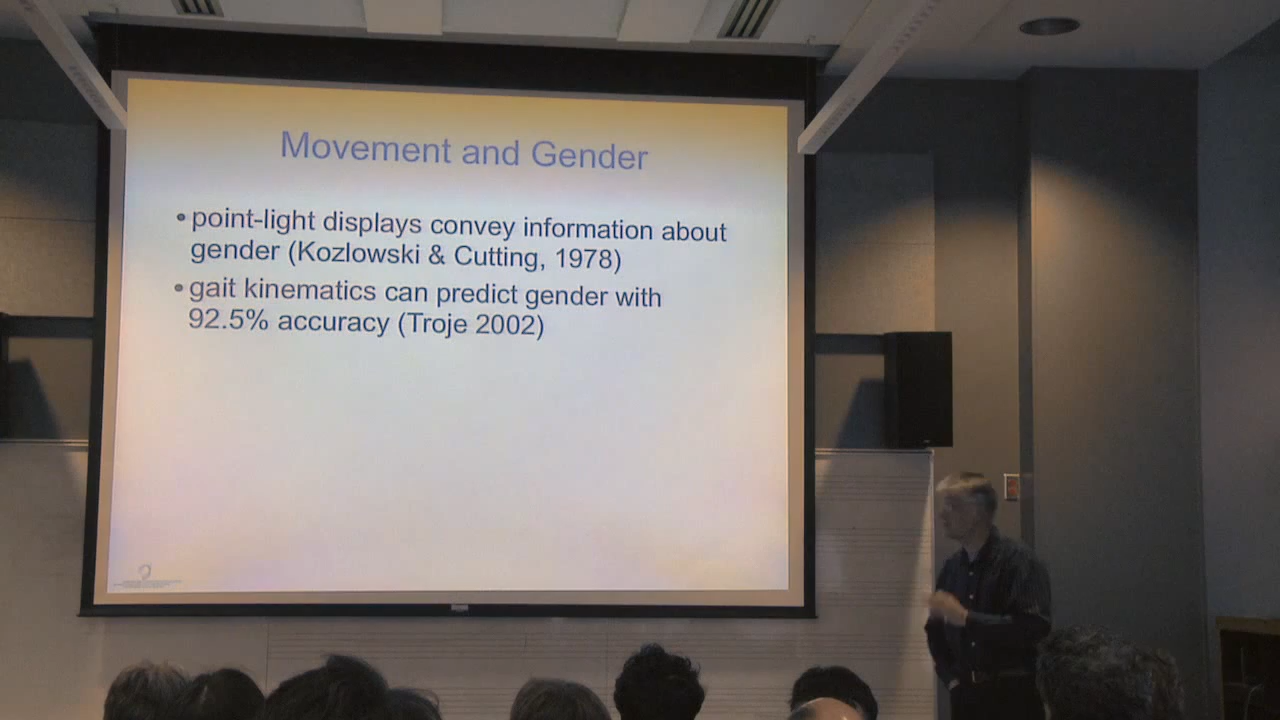 Movement and Gender
• point-light displays convey information about
gender (Kozlowski & Cutting, 1978)
• gait kinematics can predict gender with
92.5% accuracy (Troje 2002)